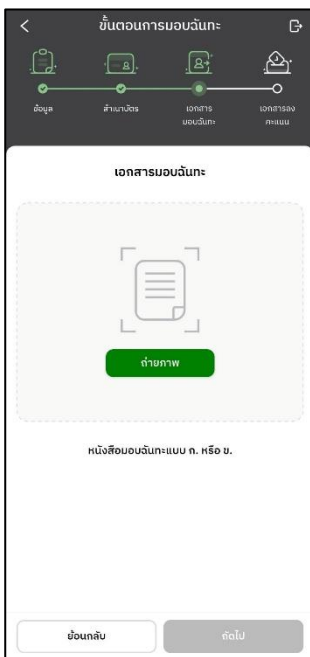 ขั้นตอนการมอบฉันทะ
ข้อมูล
สำเนาบัตร
เอกสาร
มอบฉันทะ
เอกสารลง
คะแนน
เอกสารมอบฉันทะ
ถ่ายภาพ
หนังสือมอบฉันทะแบบ ก. หรือ ข.
ย้อนกลับ
ถัดไป